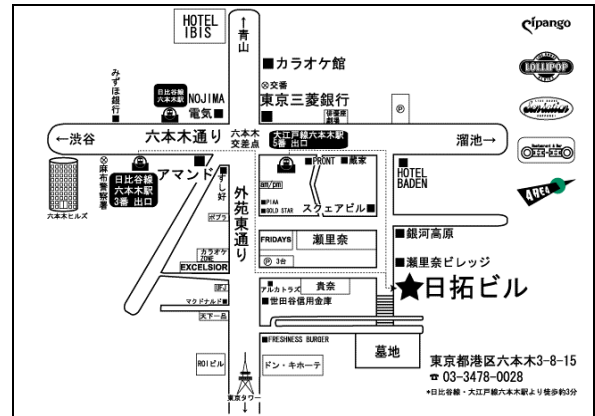 HOTEL
IBIS
↑
青山
cipango
■カラオケ館
LOLLIPOP
みずほ銀行■
日比谷線
六本木駅
NOJIMA
電気■
⊗交番
東京三菱銀行
俳優座
劇場
Ⓟ
←渋谷
六本木通り
六本木
交差点
大江戸線六本木駅
5番 出口
溜池→
六本木ヒルズ
⊗麻布警察署
日比谷線
六本木駅
3番 出口
アマンド
■すし好
外苑東通り
■PRONT
■蔵家
■
HOTEL
BADEN
ABEL
am/pm
■PIAA
■GOLD STAR
スクェアビル■
ポプラ
FRIDAYS
瀬里奈
■銀河高原
カラオケ
ZONE
EXCELSIOR
Ⓟ 3台
■瀬里奈ビレッジ
UFJ
アルカトラズ
貴奈
★日拓ビル
マクドナルド■
■世田谷信用金庫
天下一品
■FRESHNESS BURGER
墓地
ROIビル
ドン・キホーテ
東京タワー
↓
東京都港区六本木3-8-15
☎ 03-3478-0028
*日比谷線・大江戸線六本木駅より徒歩約3分